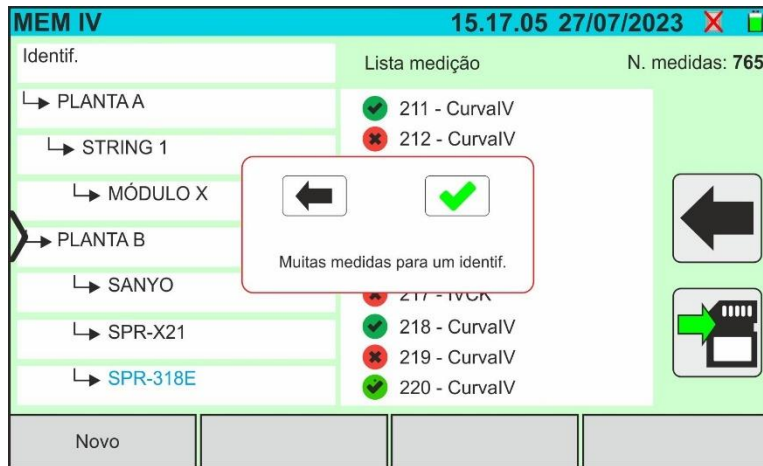 MEM IV 15.17.05 27/07/2023
Identif. Lista medição N. medidas: 765
PLANTA A
STRING 1
MÓDULO X
PLANTA B
SANYO
SPR-X21
SPR-318E
211 - CurvaIV
212 - CurvaIV
Muitas medidas para um identif.
217 - IVCK
218 - CurvaIV
219 - CurvaIV
220 - CurvaIV
Novo